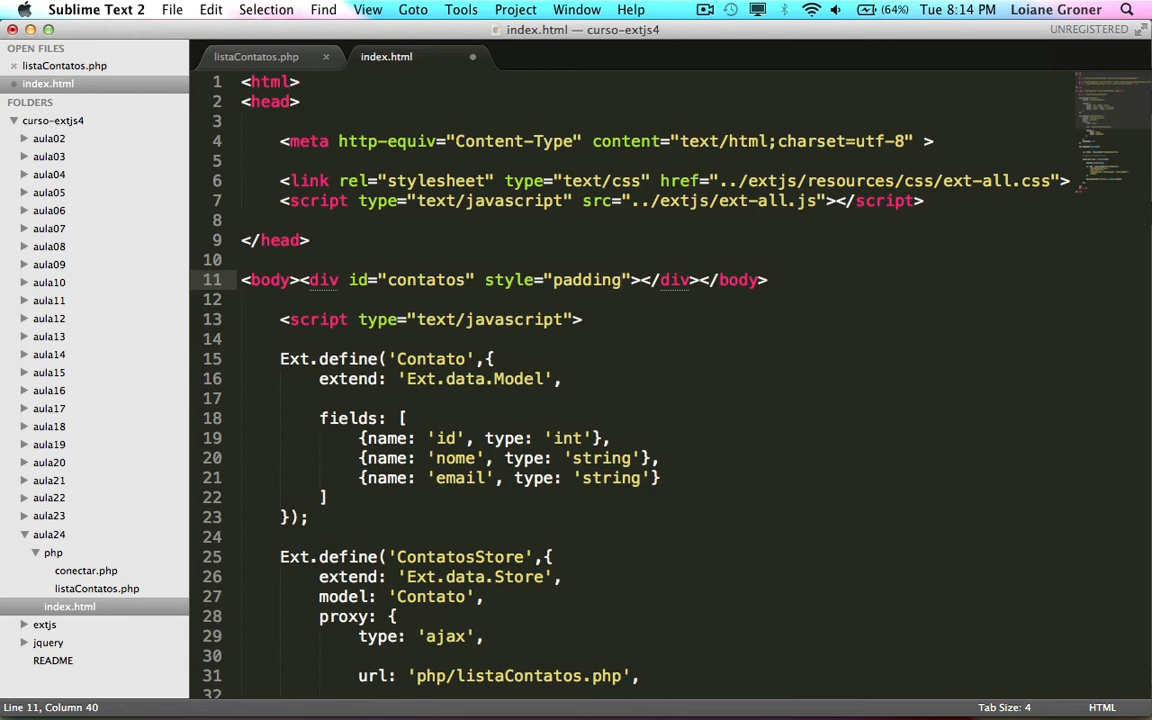 Sublime Text 2 File Edit Selection Find View Goto Tools Project Window Help (64%) Tue 8:14 PM Loiane Groner
index.html — curso-extjs4 UNREGISTERED
OPEN FILES
listaContatos.php
index.html
FOLDERS
curso-extjs4
aula02
aula03
aula04
aula05
aula06
aula07
aula08
aula09
aula10
aula11
aula12
aula13
aula14
aula15
aula16
aula17
aula18
aula19
aula20
aula21
aula22
aula23
aula24
php
conectar.php
listaContatos.php
index.html
extjs
jquery
README
listaContatos.php × index.html
1 <html>
2 <head>
3
4 <meta http-equiv="Content-Type" content="text/html;charset=utf-8" >
5
6 <link rel="stylesheet" type="text/css" href="../extjs/resources/css/ext-all.css">
7 <script type="text/javascript" src="../extjs/ext-all.js"></script>
8
9 </head>
10
11 <body><div id="contatos" style="padding"></div></body>
12
13 <script type="text/javascript">
14
15 Ext.define('Contato',{
16 extend: 'Ext.data.Model',
17
18 fields: [
19 {name: 'id', type: 'int'},
20 {name: 'nome', type: 'string'},
21 {name: 'email', type: 'string'}
22 ]
23 });
24
25 Ext.define('ContatosStore',{
26 extend: 'Ext.data.Store',
27 model: 'Contato',
28 proxy: {
29 type: 'ajax',
30
31 url: 'php/listaContatos.php',
32
Line 11, Column 40 Tab Size: 4 HTML